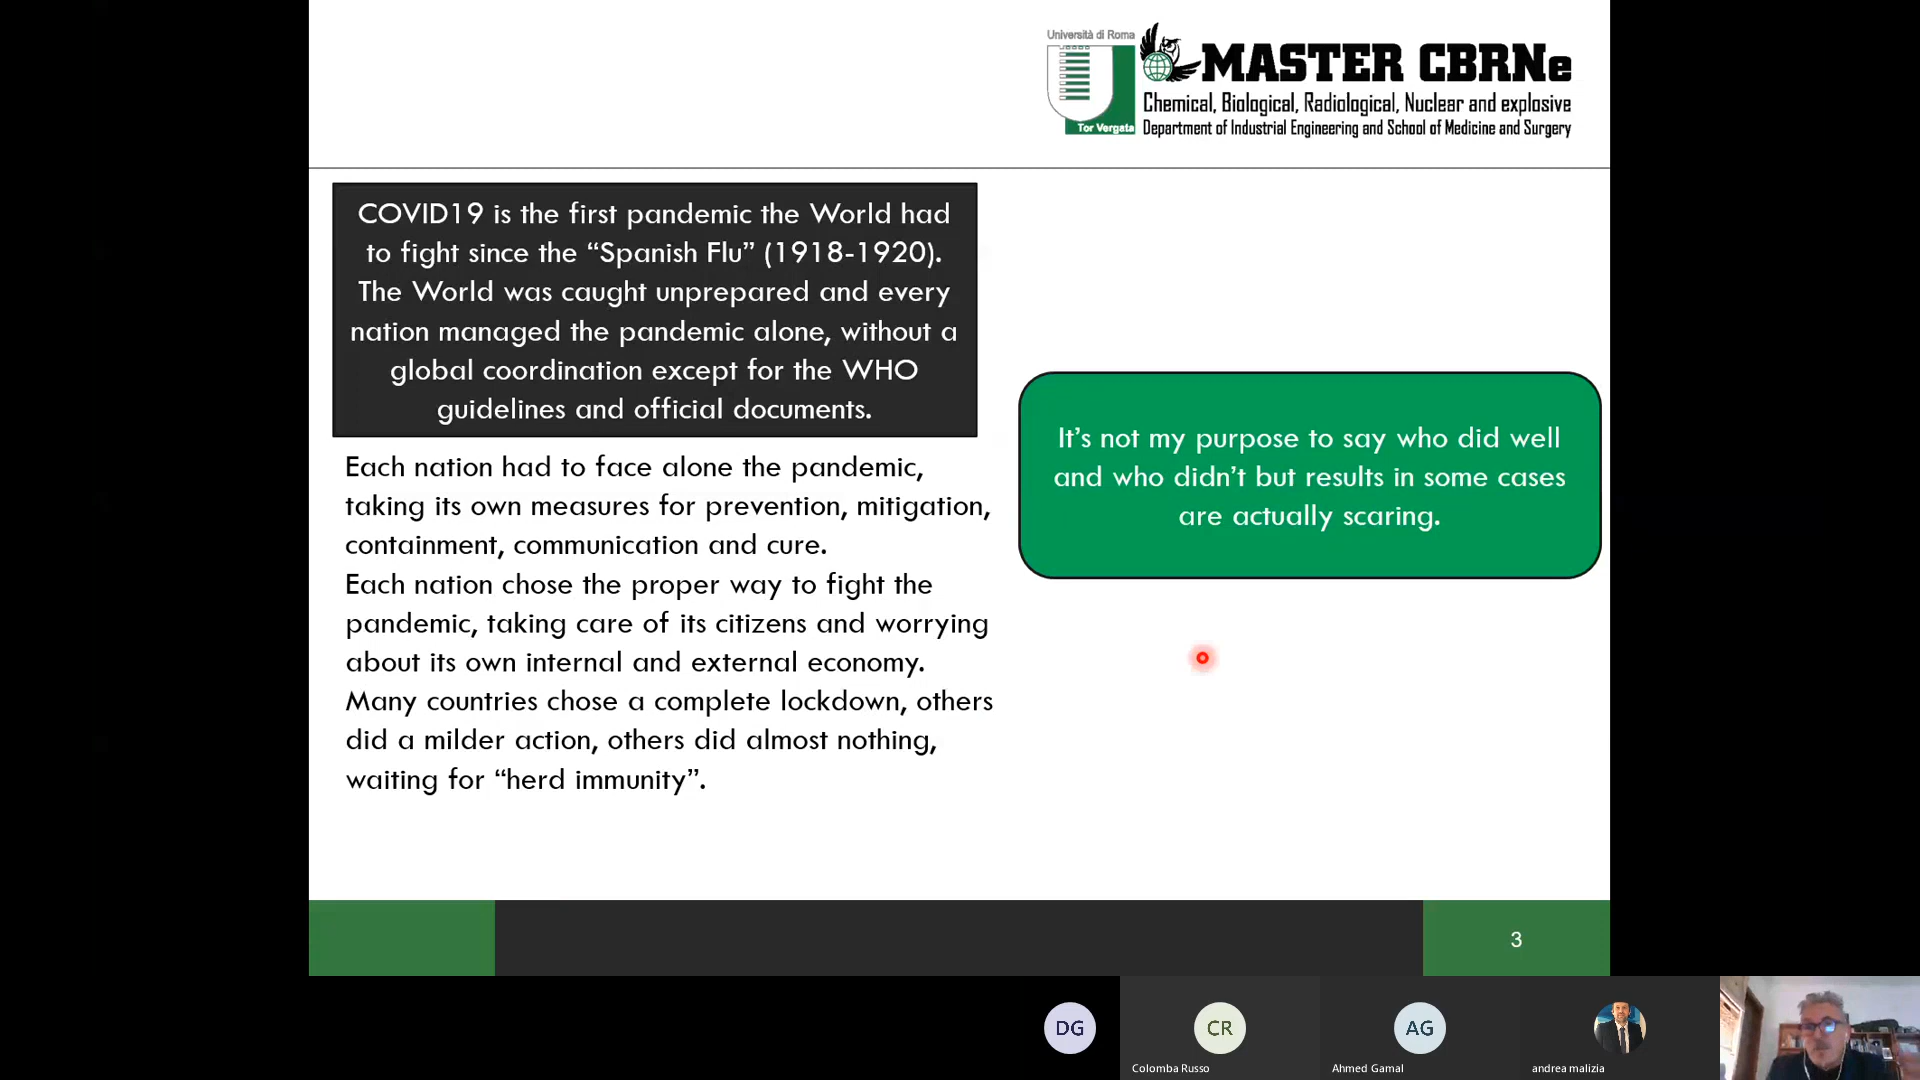 Università di Roma
Tor Vergata
MASTER CBRNe
Chemical, Biological, Radiological, Nuclear and explosive
Department of Industrial Engineering and School of Medicine and Surgery
COVID19 is the first pandemic the World had
to fight since the “Spanish Flu” (1918-1920).
The World was caught unprepared and every
nation managed the pandemic alone, without a
global coordination except for the WHO
guidelines and official documents.
Each nation had to face alone the pandemic,
taking its own measures for prevention, mitigation,
containment, communication and cure.
Each nation chose the proper way to fight the
pandemic, taking care of its citizens and worrying
about its own internal and external economy.
Many countries chose a complete lockdown, others
did a milder action, others did almost nothing,
waiting for “herd immunity”.
It’s not my purpose to say who did well
and who didn’t but results in some cases
are actually scaring.
3
DG
CR
AG
Colomba Russo
Ahmed Gamal
andrea malizia